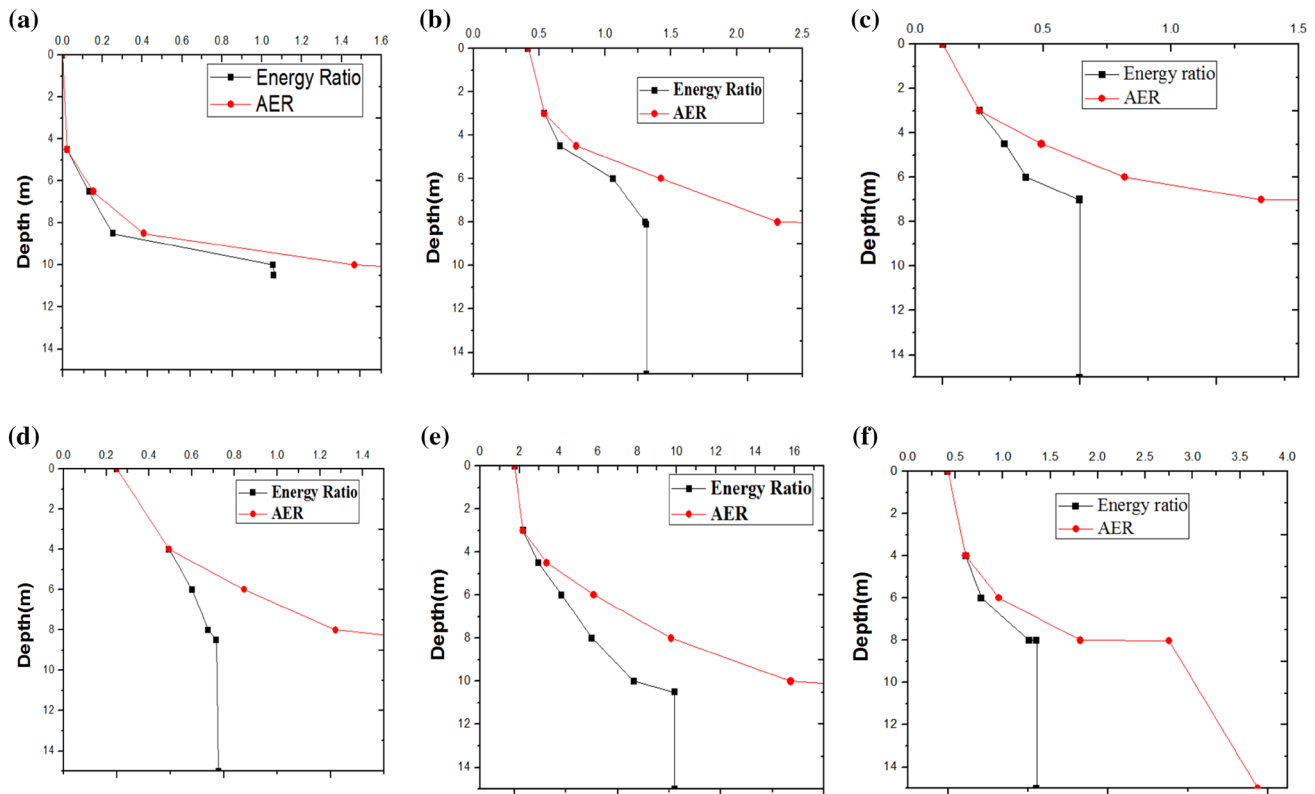 (a)
0.0 0.2 0.4 0.6 0.8 1.0 1.2 1.4 1.6
Energy Ratio
AER
Depth (m)
0
2
4
6
8
10
12
14
(b)
0.0 0.5 1.0 1.5 2.0 2.5
Energy Ratio
AER
Depth(m)
0
2
4
6
8
10
12
14
(c)
0.0 0.5 1.0 1.5
Energy ratio
AER
Depth(m)
0
2
4
6
8
10
12
14
(d)
0.0 0.2 0.4 0.6 0.8 1.0 1.2 1.4
Energy Ratio
AER
Depth(m)
0
2
4
6
8
10
12
14
(e)
0 2 4 6 8 10 12 14 16
Energy Ratio
AER
Depth(m)
0
2
4
6
8
10
12
14
(f)
0.0 0.5 1.0 1.5 2.0 2.5 3.0 3.5 4.0
Energy ratio
AER
Depth(m)
0
2
4
6
8
10
12
14